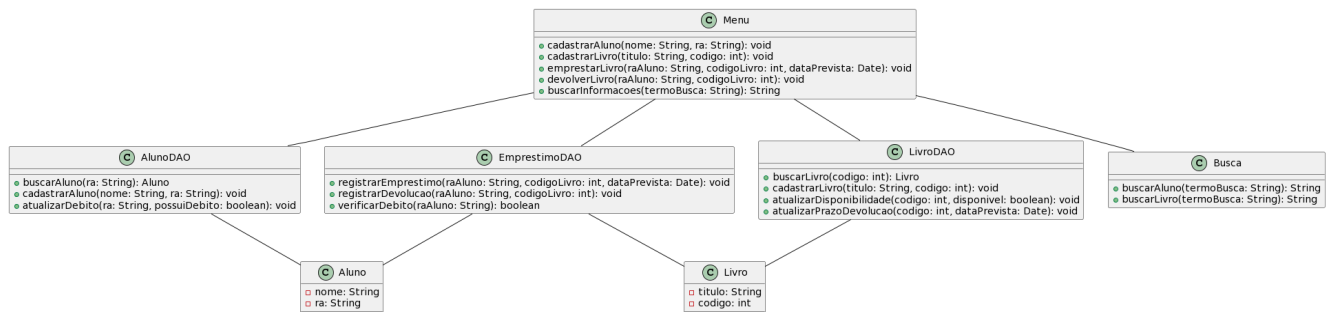 C Menu
cadastrarAluno(nome: String, ra: String): void
cadastrarLivro(titulo: String, codigo: int): void
emprestarLivro(raAluno: String, codigoLivro: int, dataPrevista: Date): void
devolverLivro(raAluno: String, codigoLivro: int): void
buscarInformacoes(termoBusca: String): String
C AlunoDAO
buscarAluno(ra: String): Aluno
cadastrarAluno(nome: String, ra: String): void
atualizarDebito(ra: String, possuiDebito: boolean): void
C EmprestimoDAO
registrarEmprestimo(raAluno: String, codigoLivro: int, dataPrevista: Date): void
registrarDevolucao(raAluno: String, codigoLivro: int): void
verificarDebito(raAluno: String): boolean
C LivroDAO
buscarLivro(codigo: int): Livro
cadastrarLivro(titulo: String, codigo: int): void
atualizarDisponibilidade(codigo: int, disponivel: boolean): void
atualizarPrazoDevolucao(codigo: int, dataPrevista: Date): void
C Busca
buscarAluno(termoBusca: String): String
buscarLivro(termoBusca: String): String
C Aluno
nome: String
ra: String
C Livro
titulo: String
codigo: int